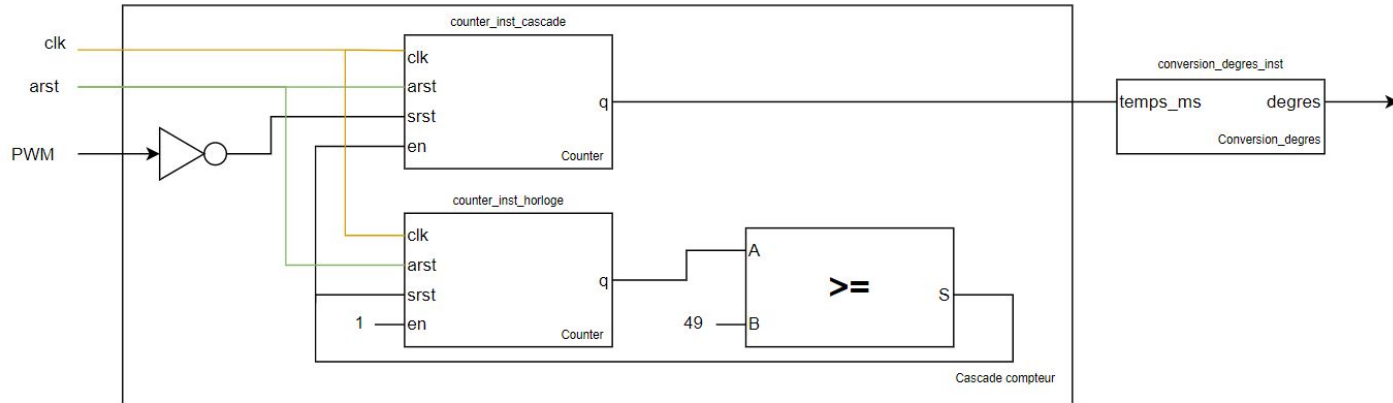 counter_inst_cascade
clk
clk
arst
arst
srst
en
q
Counter
PWM
conversion_degres_inst
temps_ms
degres
Conversion_degres
counter_inst_horloge
clk
arst
srst
1
en
q
Counter
A
>=
S
49
B
Cascade compteur